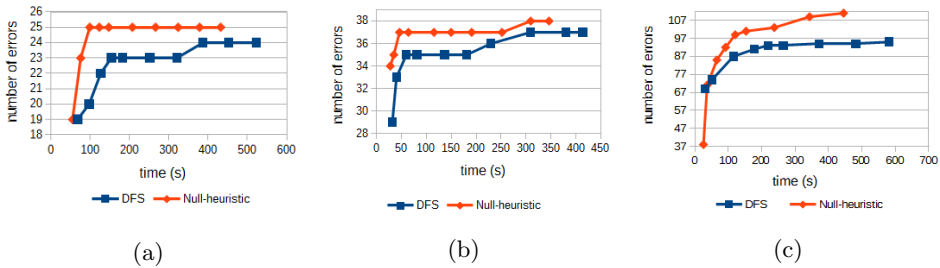 number of errors
26
25
24
23
22
21
20
19
18
0 100 200 300 400 500 600
time (s)
DFS Null-heuristic
(a)
number of errors
38
36
34
32
30
28
0 50 100 150 200 250 300 350 400 450
time (s)
DFS Null-heuristic
(b)
number of errors
107
97
87
77
67
57
47
37
0 100 200 300 400 500 600 700
time (s)
DFS Null-heuristic
(c)